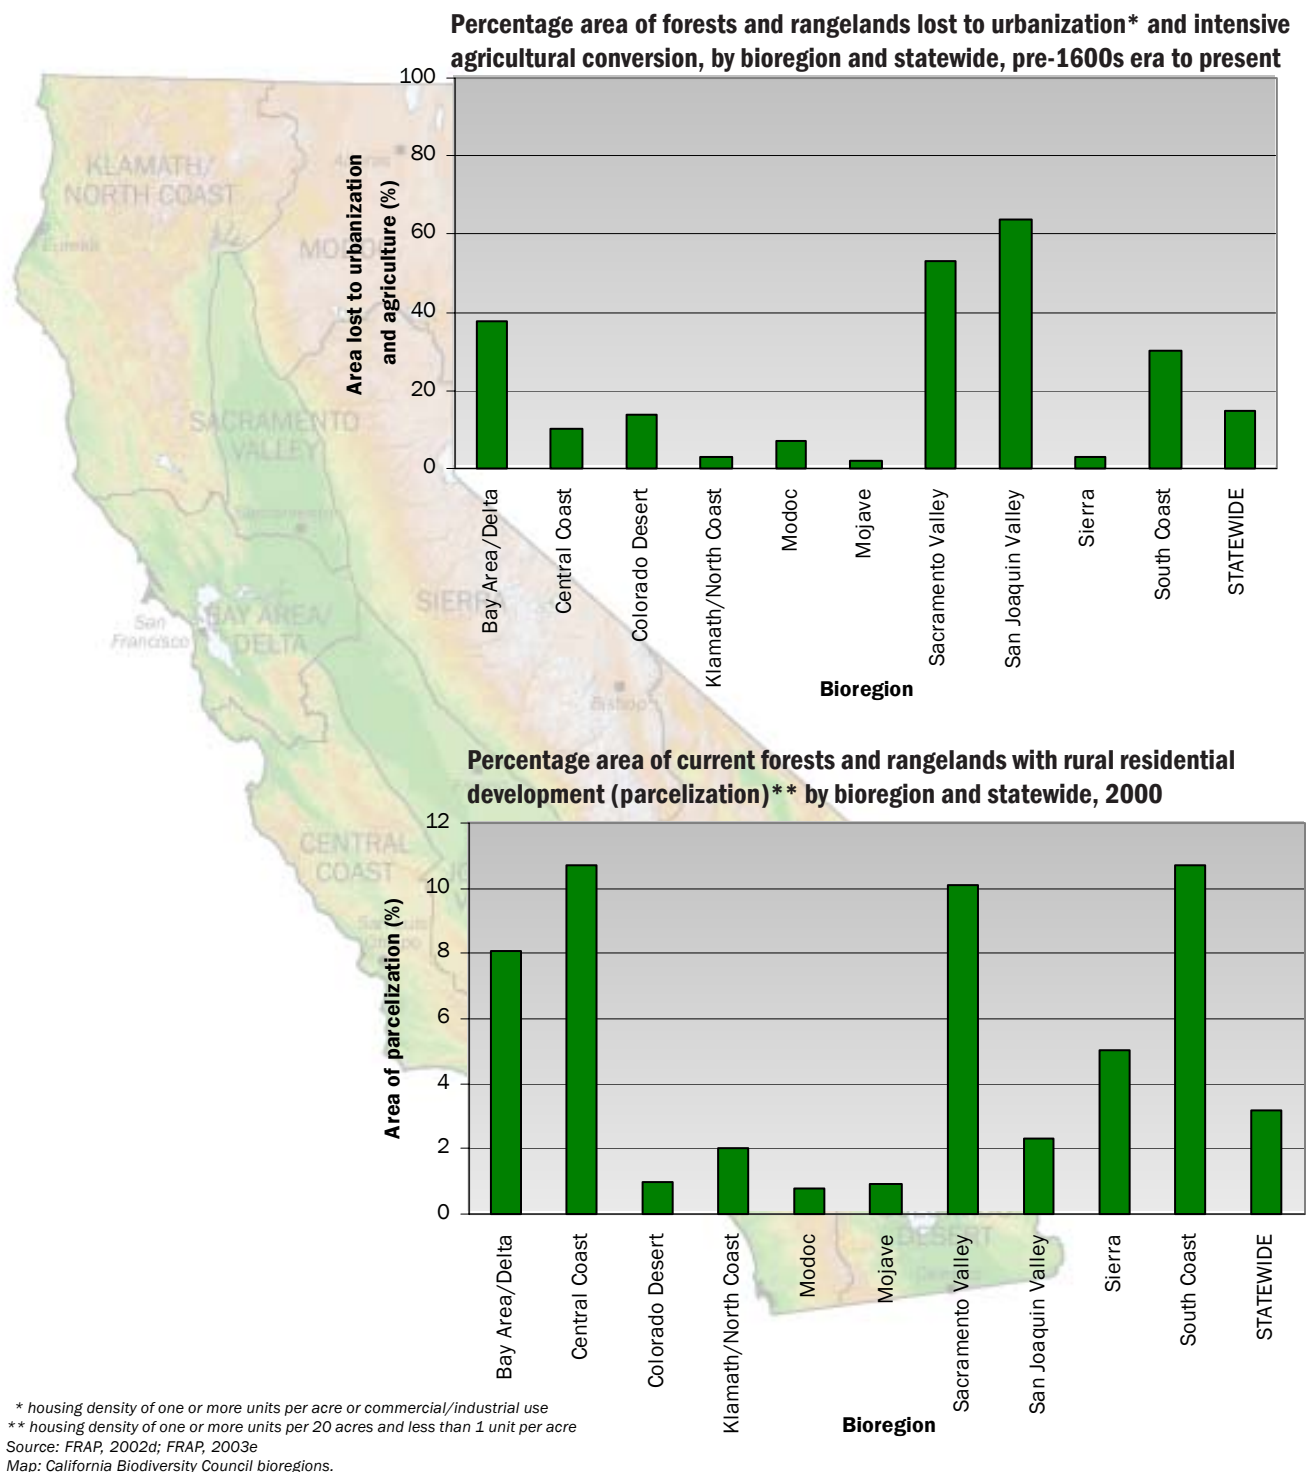 Percentage area of forests and rangelands lost to urbanization* and intensive
agricultural conversion, by bioregion and statewide, pre-1600s era to present
100
80
60
40
20
0
Area lost to urbanization
and agriculture (%)
Bay Area/Delta
Central Coast
Colorado Desert
Klamath/North Coast
Modoc
Mojave
Sacramento Valley
San Joaquin Valley
Sierra
South Coast
STATEWIDE
Bioregion
KLAMATH/
NORTH COAST
Eureka
SACRAMENTO
VALLEY
Sacramento
SIERRA
BAY AREA/
DELTA
San
Francisco
Bishop
CENTRAL
COAST
DESERT
Percentage area of current forests and rangelands with rural residential
development (parcelization)** by bioregion and statewide, 2000
12
10
8
6
4
2
0
Area of parcelization (%)
Bay Area/Delta
Central Coast
Colorado Desert
Klamath/North Coast
Modoc
Mojave
Sacramento Valley
San Joaquin Valley
Sierra
South Coast
STATEWIDE
Bioregion
* housing density of one or more units per acre or commercial/industrial use
** housing density of one or more units per 20 acres and less than 1 unit per acre
Source: FRAP, 2002d; FRAP, 2003e
Map: California Biodiversity Council bioregions.